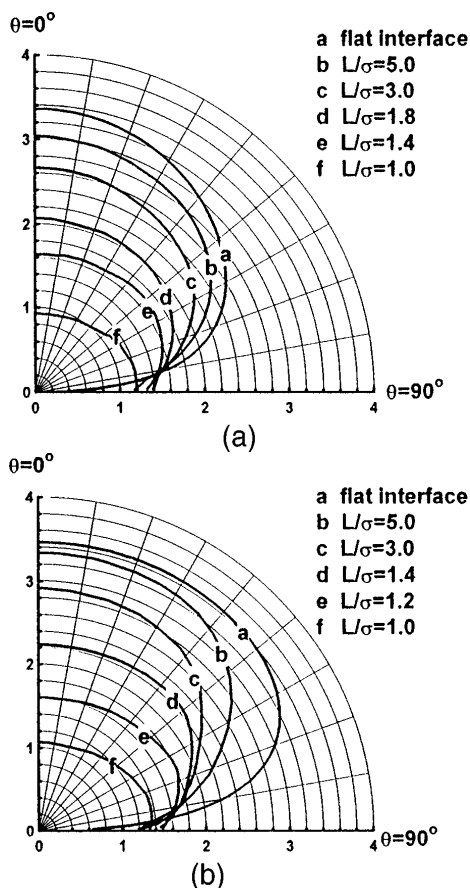 θ=0°
a flat interface
b L/σ=5.0
c L/σ=3.0
d L/σ=1.8
e L/σ=1.4
f L/σ=1.0
4
3
2
1
0
a
b
c
d
e
f
0 1 2 3 4
θ=90°
(a)
θ=0°
a flat interface
b L/σ=5.0
c L/σ=3.0
d L/σ=1.4
e L/σ=1.2
f L/σ=1.0
4
3
2
1
0
a
b
c
d
e
f
0 1 2 3 4
θ=90°
(b)